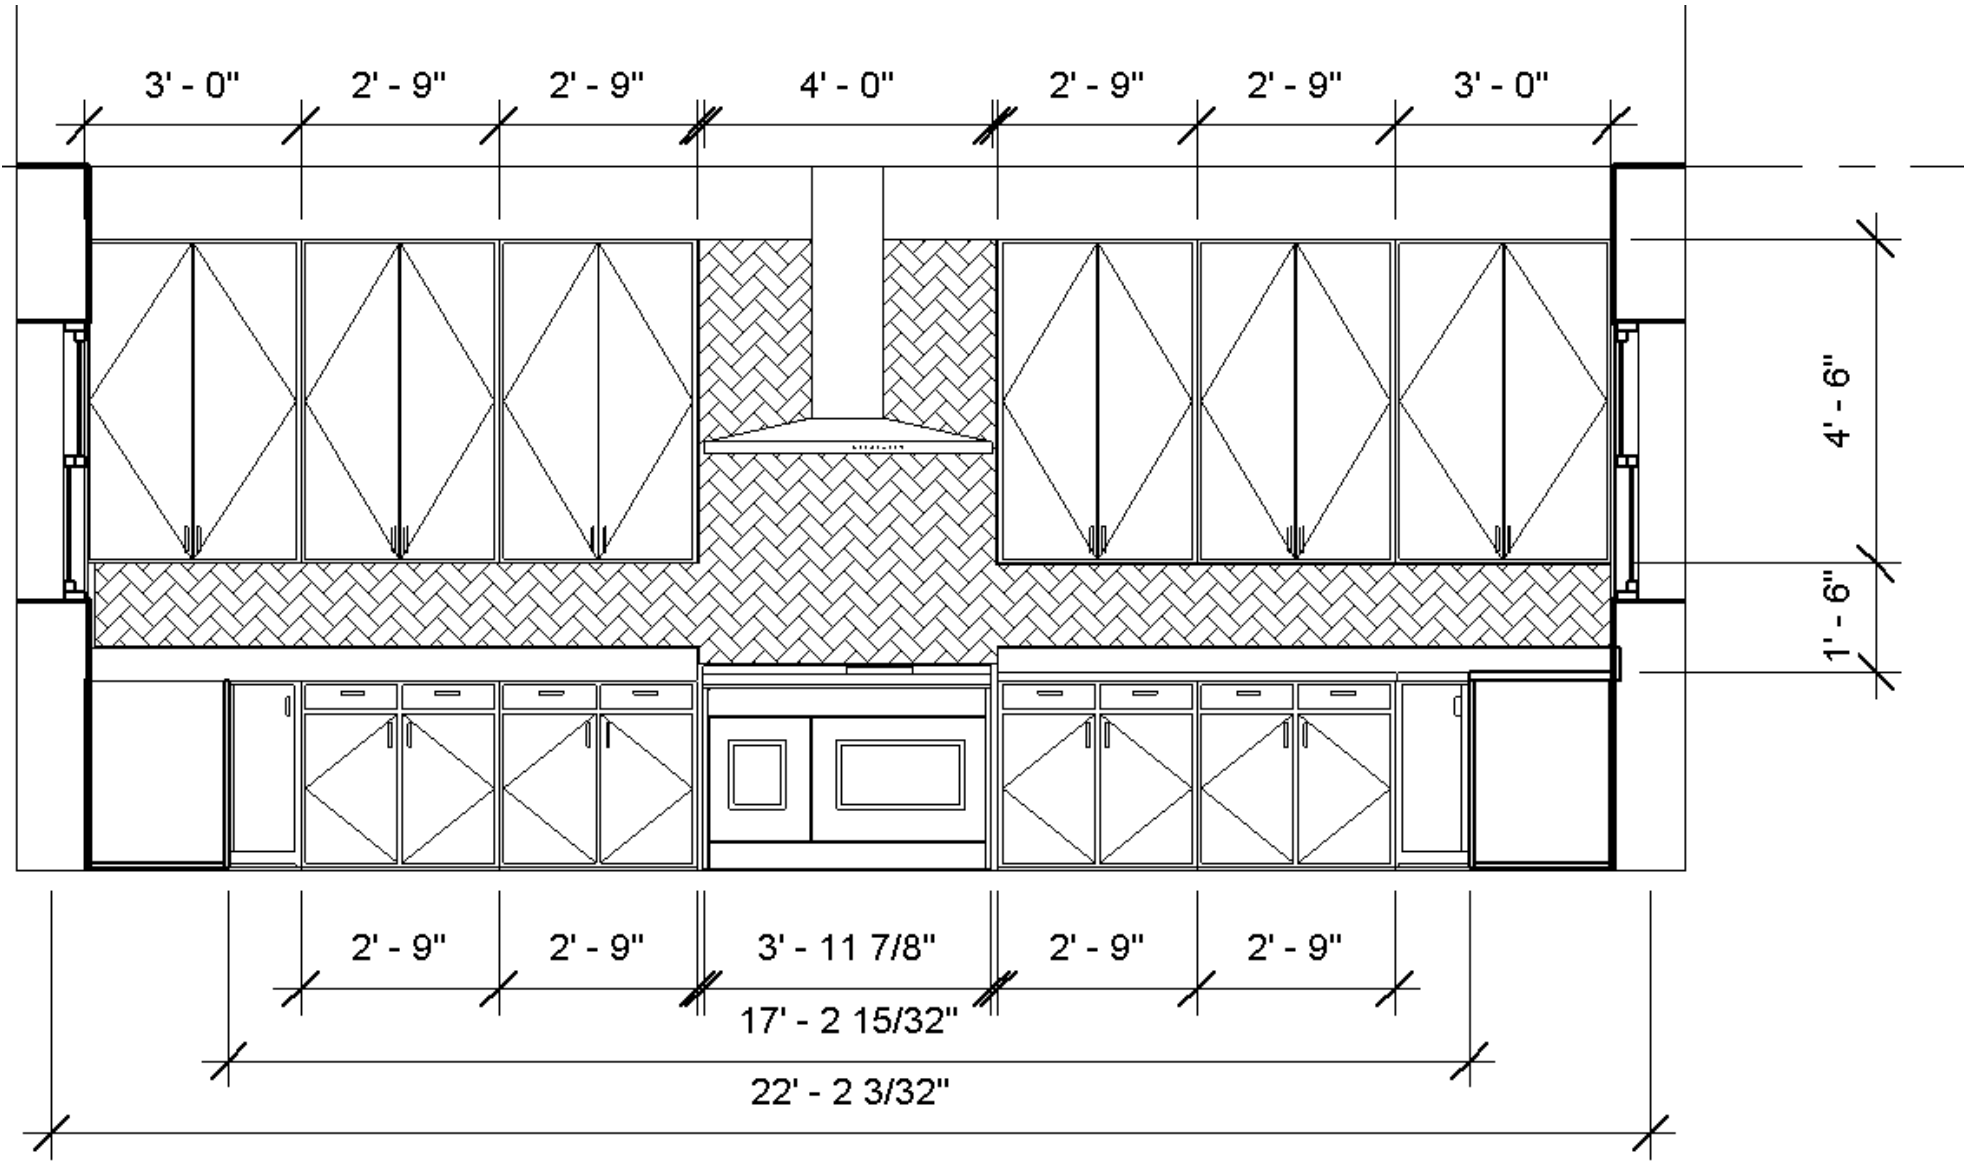 3' - 0" 2' - 9" 2' - 9" 4' - 0" 2' - 9" 2' - 9" 3' - 0"
4' - 6"
1' - 6"
2' - 9" 2' - 9" 3' - 11 7/8" 2' - 9" 2' - 9"
17' - 2 15/32"
22' - 2 3/32"